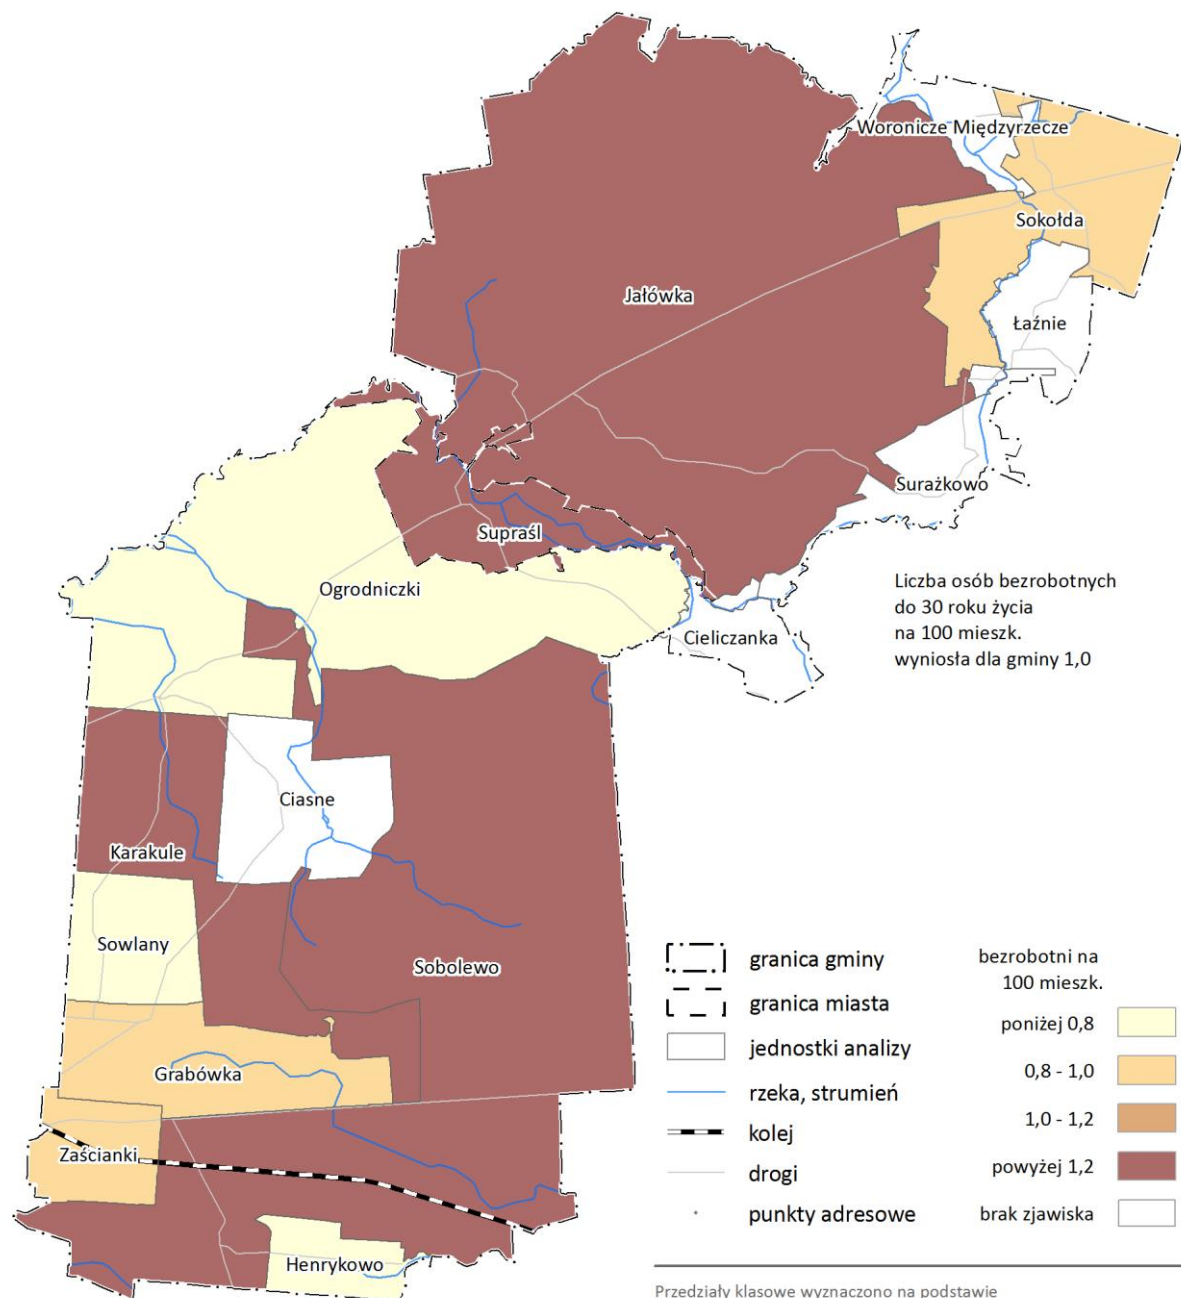 Woronicze Międzyrzecze
Sokołda
Jałówka
Łaźnie
Surażkowo
Supraśl
Ogrodniczki
Cieliczanka
Liczba osób bezrobotnych
do 30 roku życia
na 100 mieszk.
wyniosła dla gminy 1,0
Ciasne
Karakule
Sowlany
Sobolewo
Grabówka
Zaścianki
Henrykowo
granica gminy
granica miasta
jednostki analizy
rzeka, strumień
kolej
drogi
punkty adresowe
bezrobotni na
100 mieszk.
poniżej 0,8
0,8 - 1,0
1,0 - 1,2
powyżej 1,2
brak zjawiska
Przedziały klasowe wyznaczono na podstawie